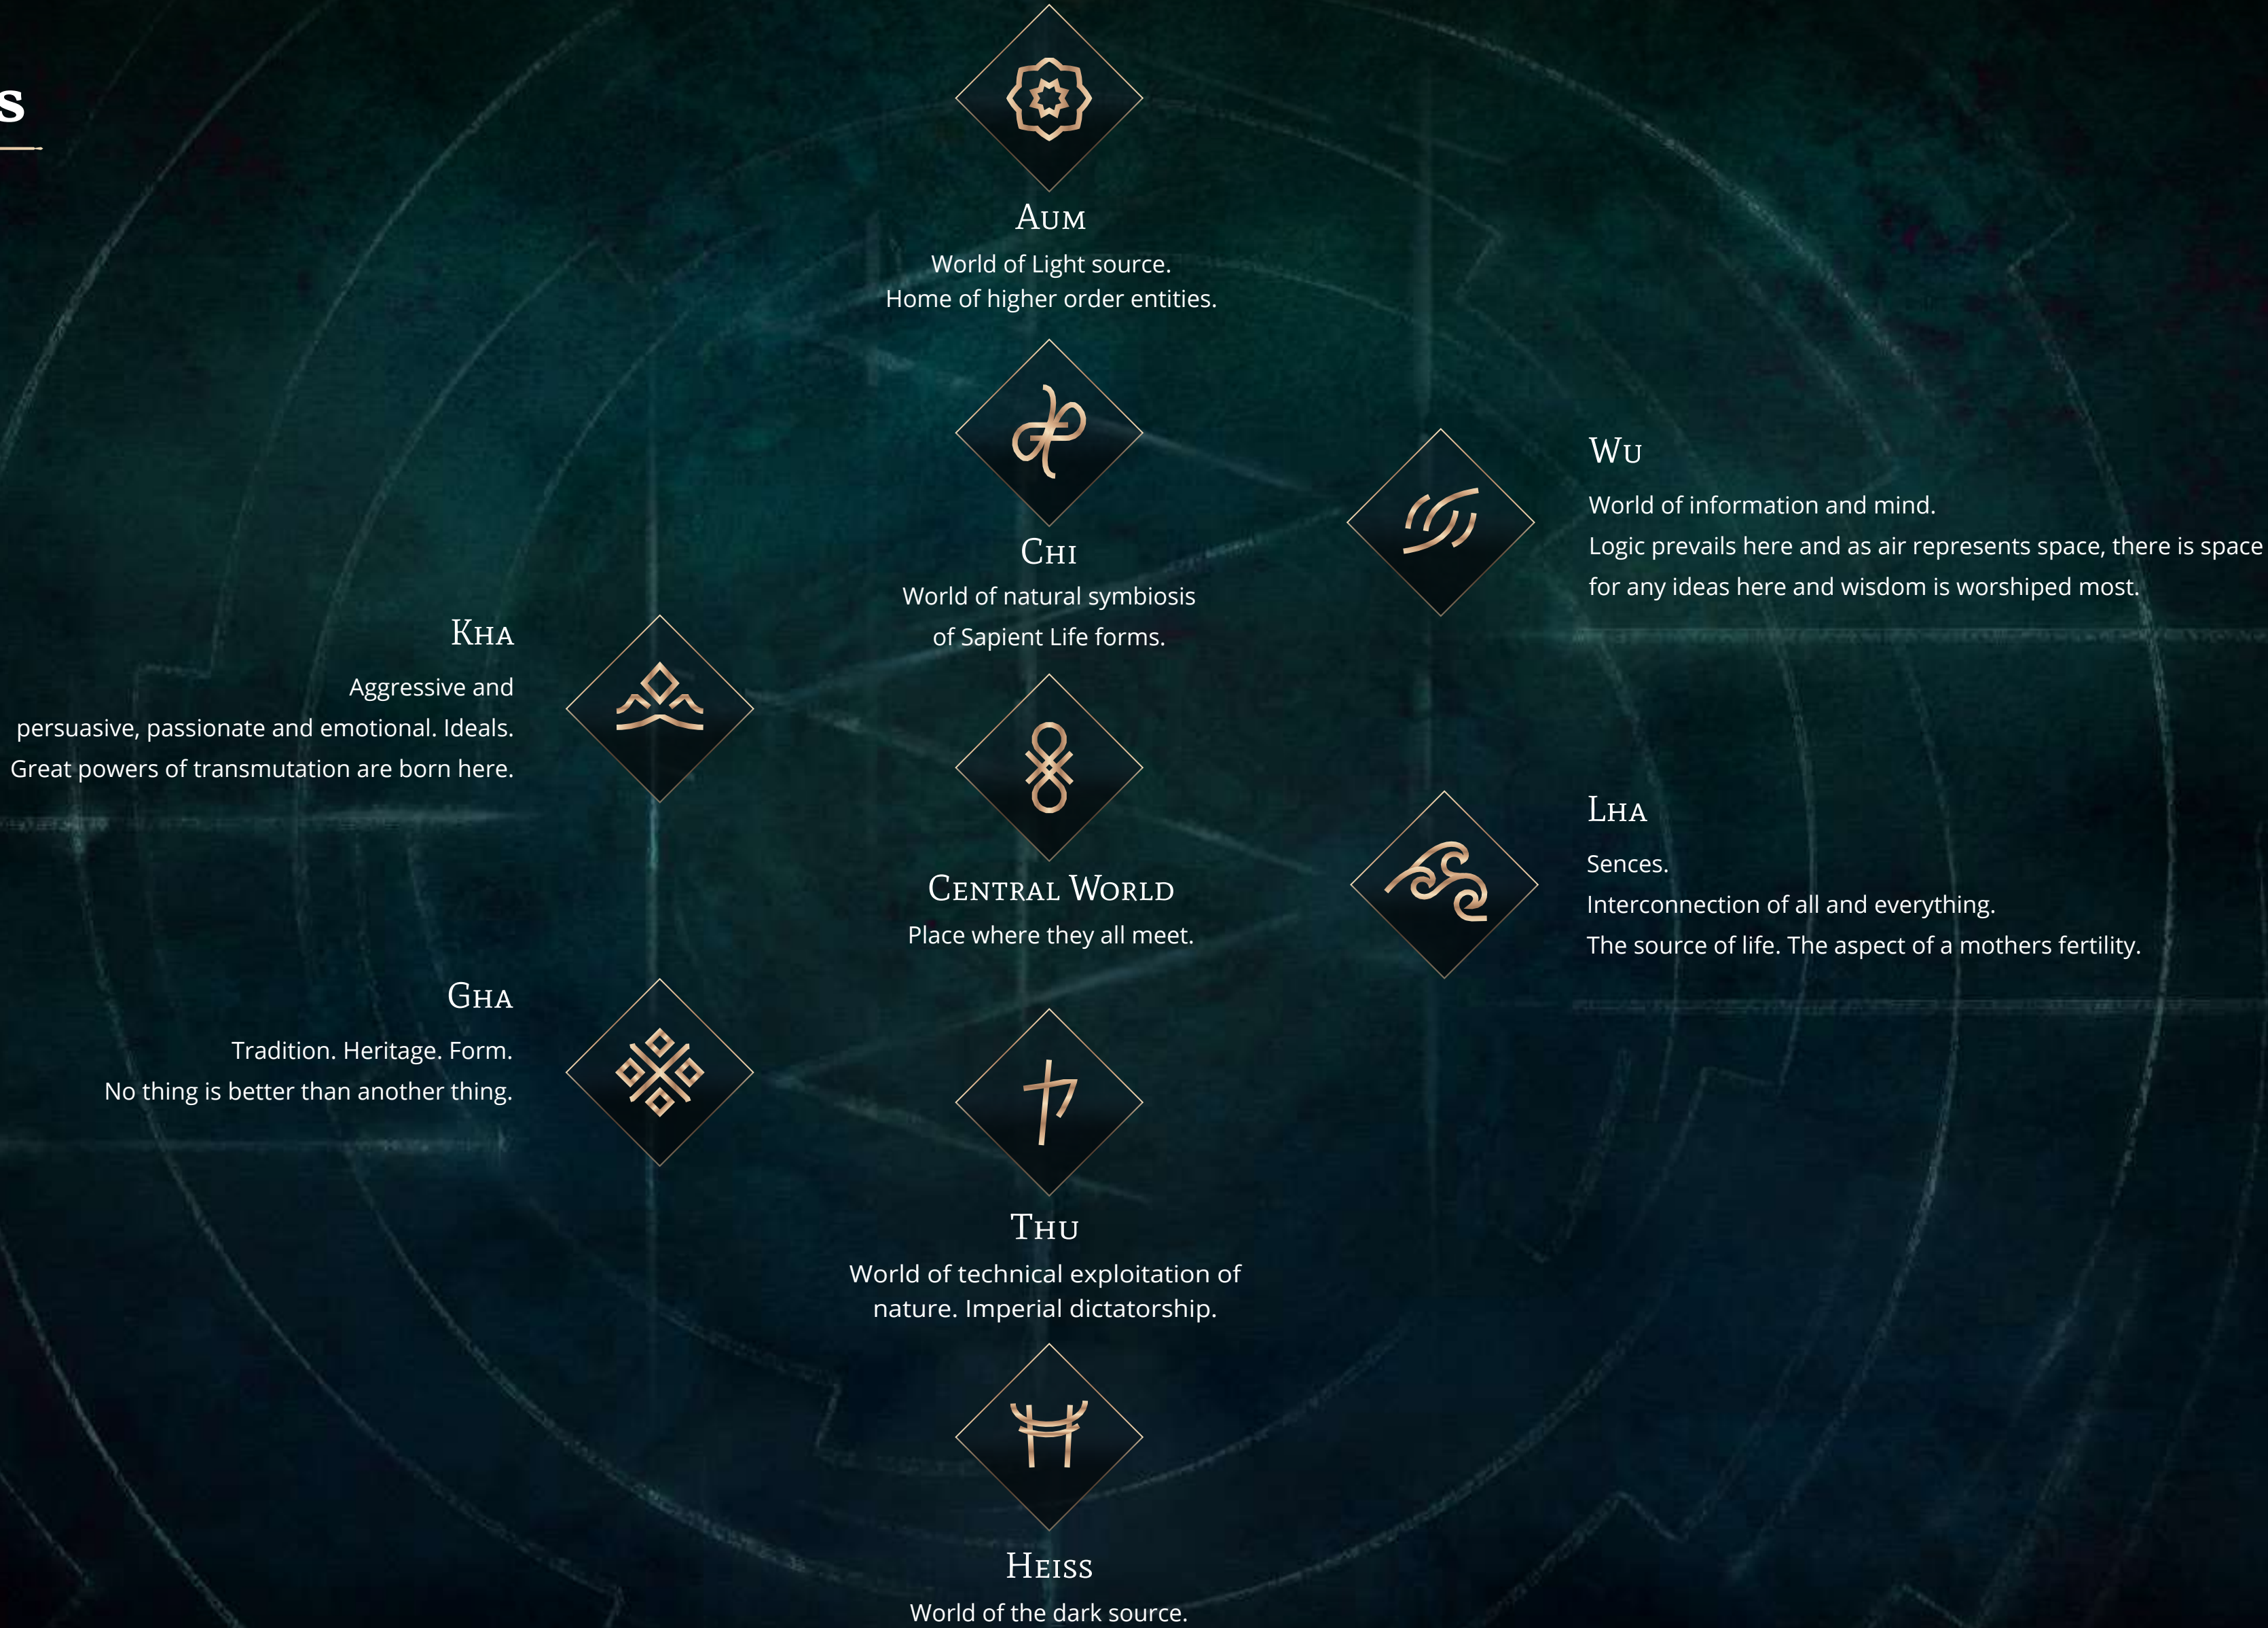 s
Aum
World of Light source.
Home of higher order entities.
Chi
World of natural symbiosis
of Sapient Life forms.
Wu
World of information and mind.
Logic prevails here and as air represents space, there is space
for any ideas here and wisdom is worshiped most.
Kha
Aggressive and
persuasive, passionate and emotional. Ideals.
Great powers of transmutation are born here.
Central World
Place where they all meet.
Lha
Sences.
Interconnection of all and everything.
The source of life. The aspect of a mothers fertility.
Gha
Tradition. Heritage. Form.
No thing is better than another thing.
Thu
World of technical exploitation of
nature. Imperial dictatorship.
Heiss
World of the dark source.